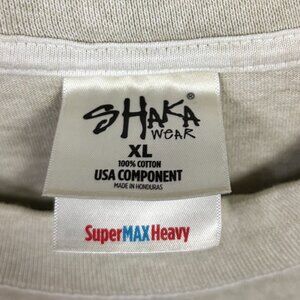 SHAKA®
WEAR
XL
100% COTTON
USA COMPONENT
MADE IN HONDURAS
SuperMAXHeavy